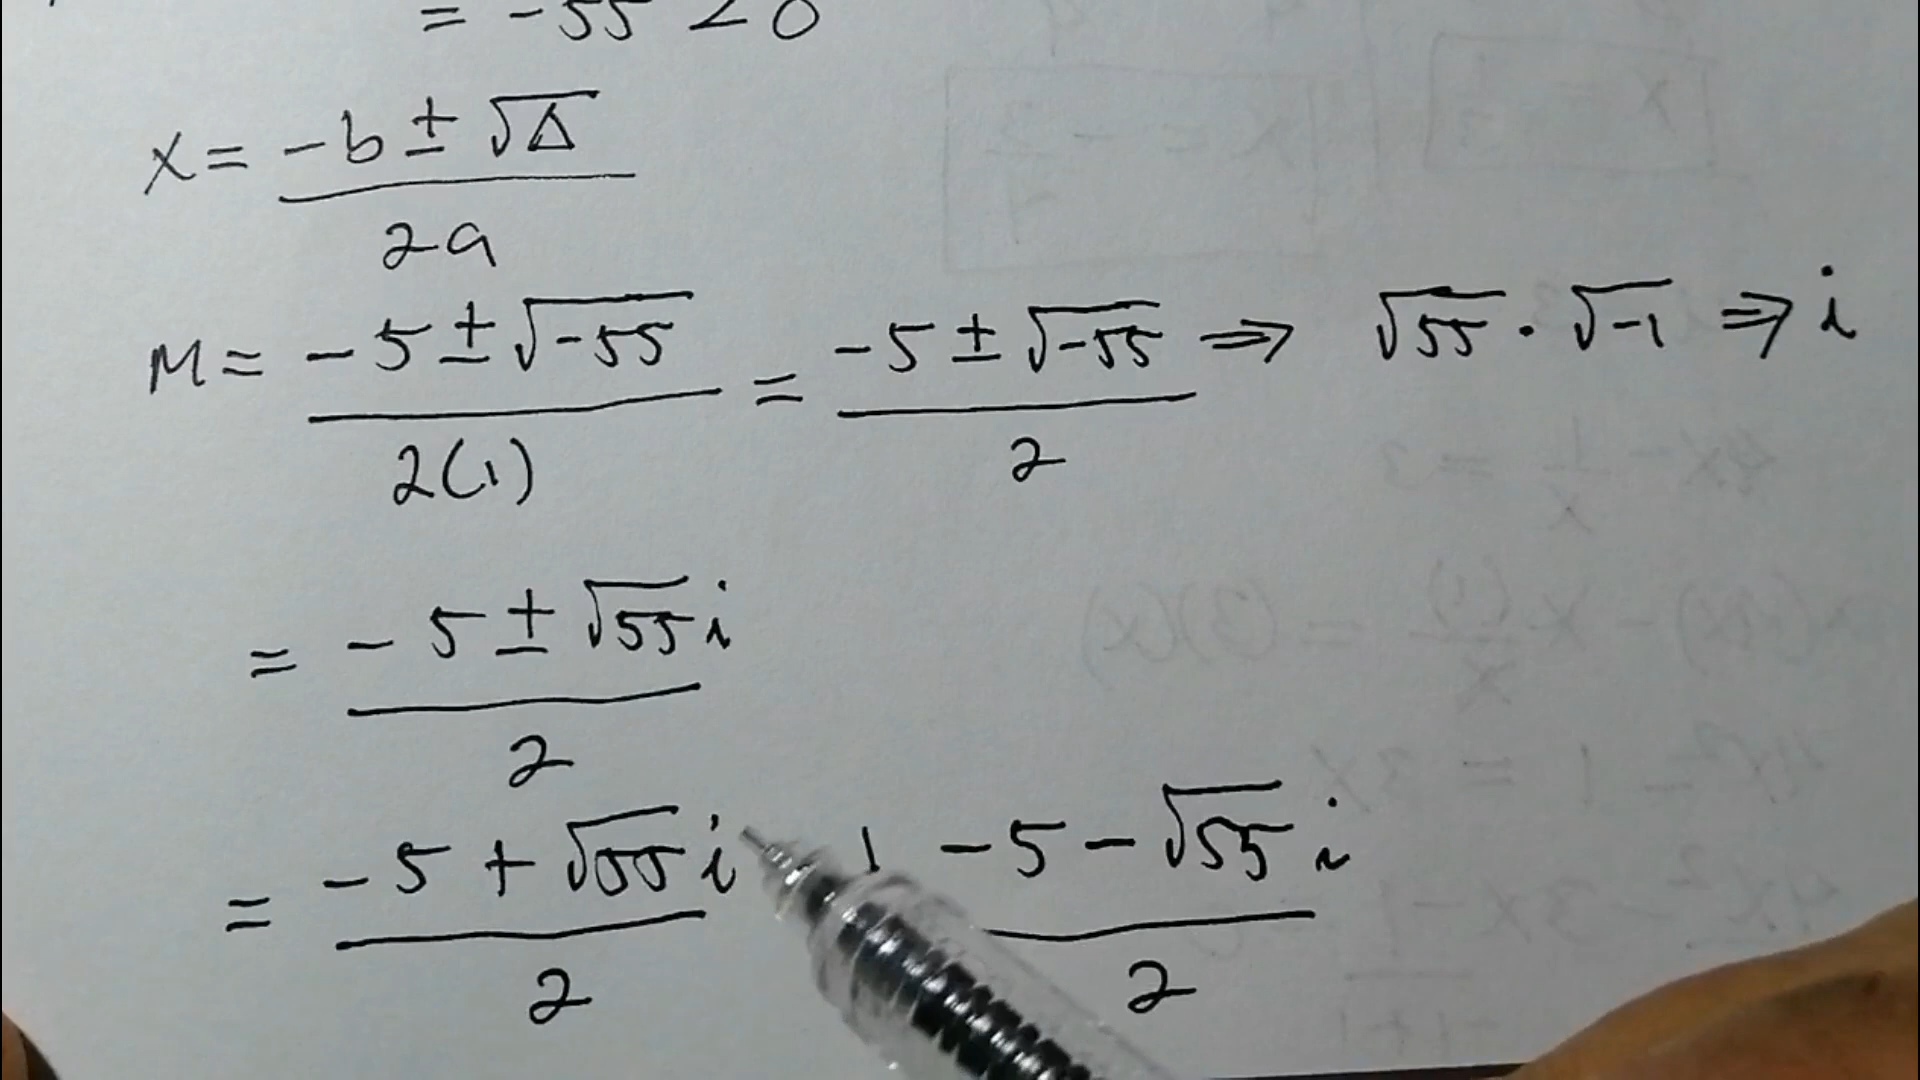 = -55 < 0
x = (-b ± √Δ) / 2a
M = (-5 ± √-55) / 2(1) = (-5 ± √-55) / 2 ⇒ √55 · √-1 ⇒ i
= (-5 ± √55 i) / 2
= (-5 + √55 i) / 2 , (-5 - √55 i) / 2